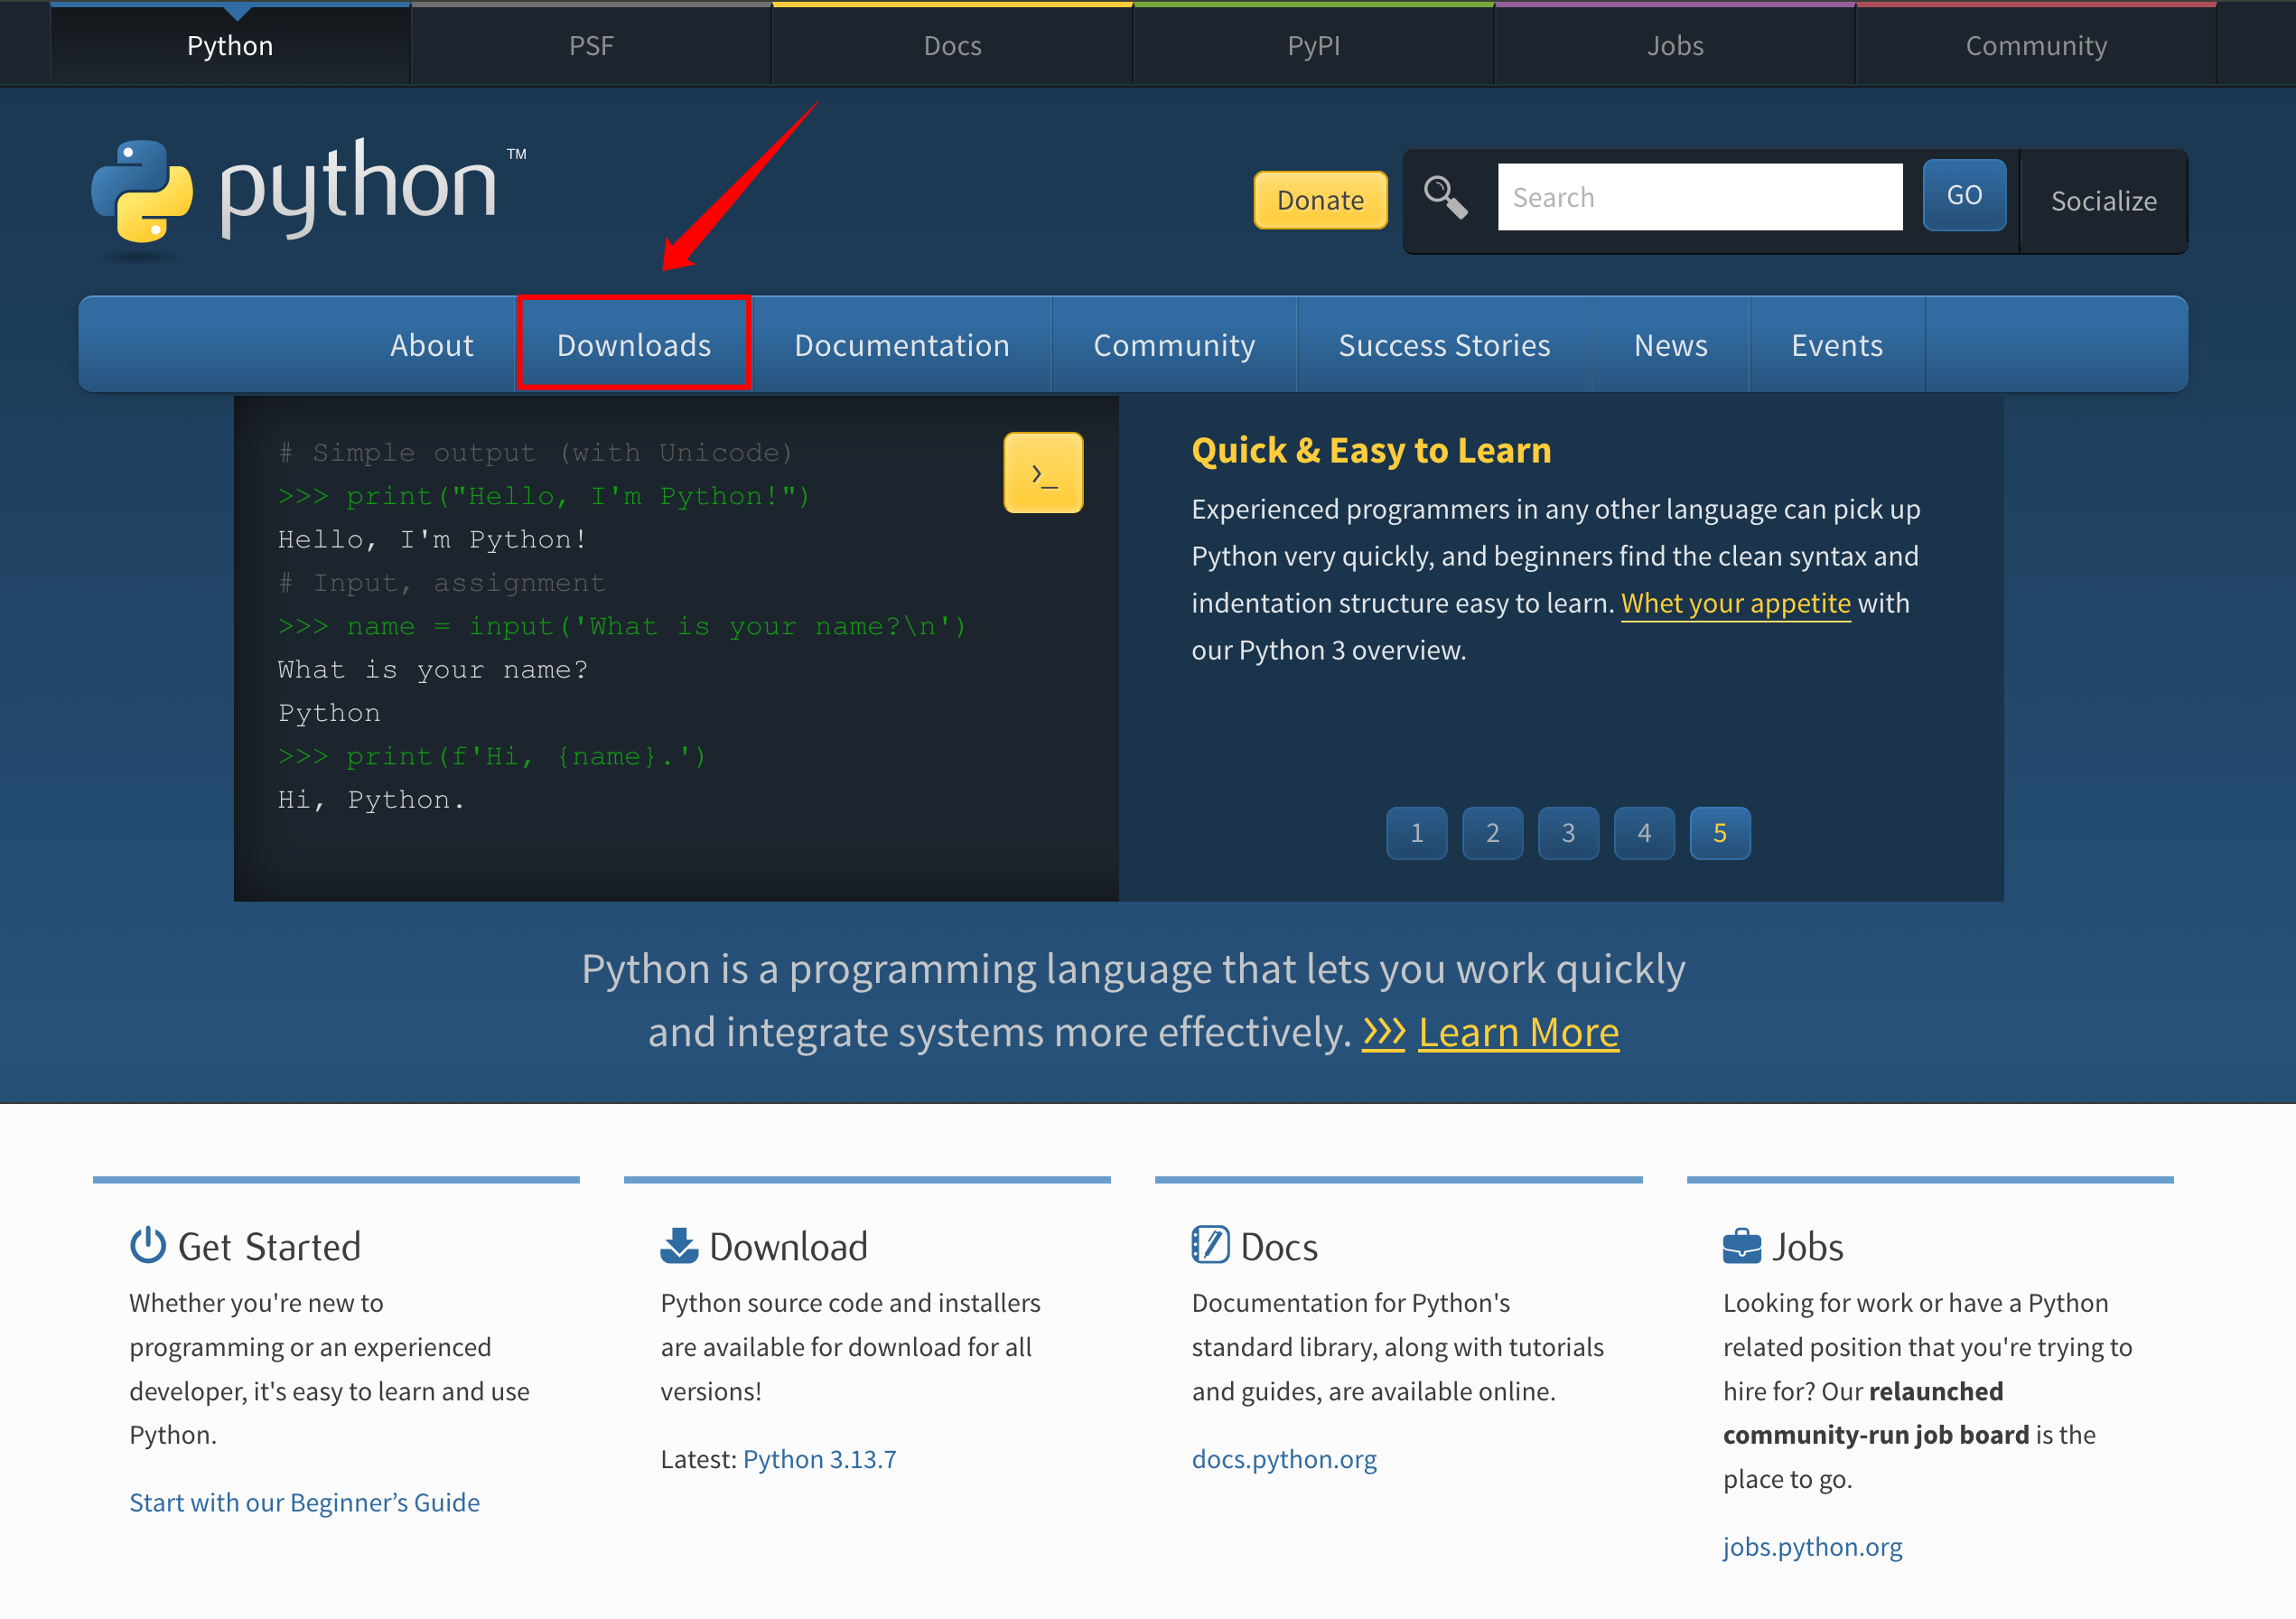 Python
PSF
Docs
PyPI
Jobs
Community
python™
Donate
Search
GO
Socialize
About
Downloads
Documentation
Community
Success Stories
News
Events
# Simple output (with Unicode)
>>> print("Hello, I'm Python!")
Hello, I'm Python!
# Input, assignment
>>> name = input('What is your name?\n')
What is your name?
Python
>>> print(f'Hi, {name}.')
Hi, Python.
>_
Quick & Easy to Learn
Experienced programmers in any other language can pick up
Python very quickly, and beginners find the clean syntax and
indentation structure easy to learn. Whet your appetite with
our Python 3 overview.
1
2
3
4
5
Python is a programming language that lets you work quickly
and integrate systems more effectively. >>> Learn More
Get Started
Whether you're new to
programming or an experienced
developer, it's easy to learn and use
Python.
Start with our Beginner’s Guide
Download
Python source code and installers
are available for download for all
versions!
Latest: Python 3.13.7
Docs
Documentation for Python's
standard library, along with tutorials
and guides, are available online.
docs.python.org
Jobs
Looking for work or have a Python
related position that you're trying to
hire for? Our relaunched
community-run job board is the
place to go.
jobs.python.org